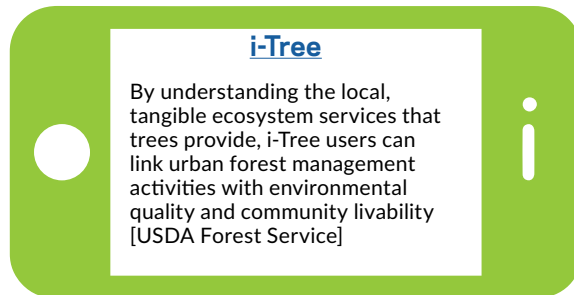 i-Tree
By understanding the local,
tangible ecosystem services that
trees provide, i-Tree users can
link urban forest management
activities with environmental
quality and community livability
[USDA Forest Service]